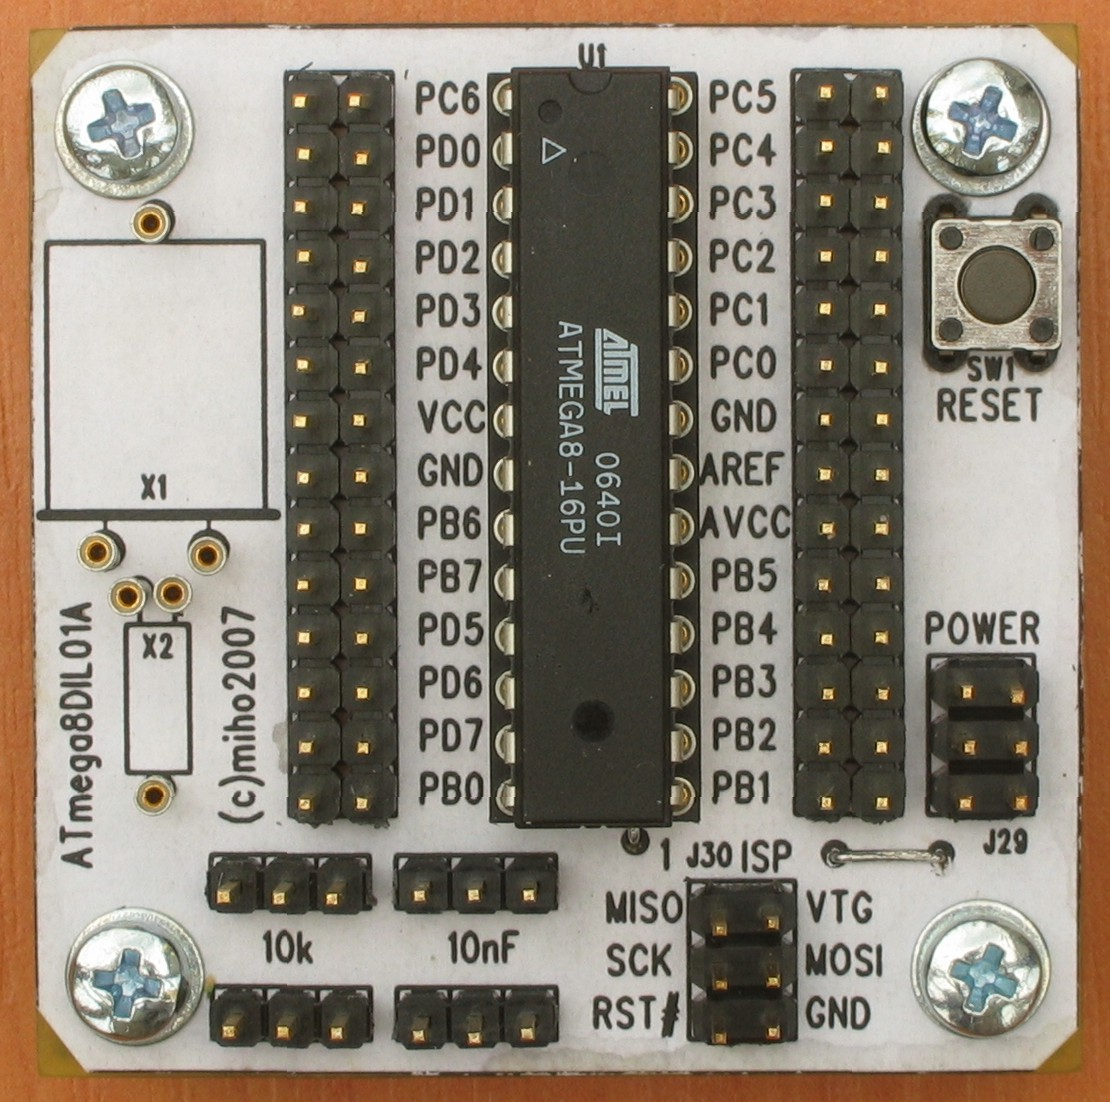 U1
PC6 PC5
PD0 PC4
PD1 PC3
PD2 PC2
PD3 PC1
PD4 PC0
VCC GND
GND AREF
PB6 AVCC
PB7 PB5
PD5 PB4
PD6 PB3
PD7 PB2
PB0 PB1
ATMEL 0640I
ATMEGA8-16PU
SW1
RESET
X1
X2
ATmega8DIL01A
(c)miho2007
POWER
J29
1 J30 ISP
MISO VTG
SCK MOSI
RST# GND
10k 10nF